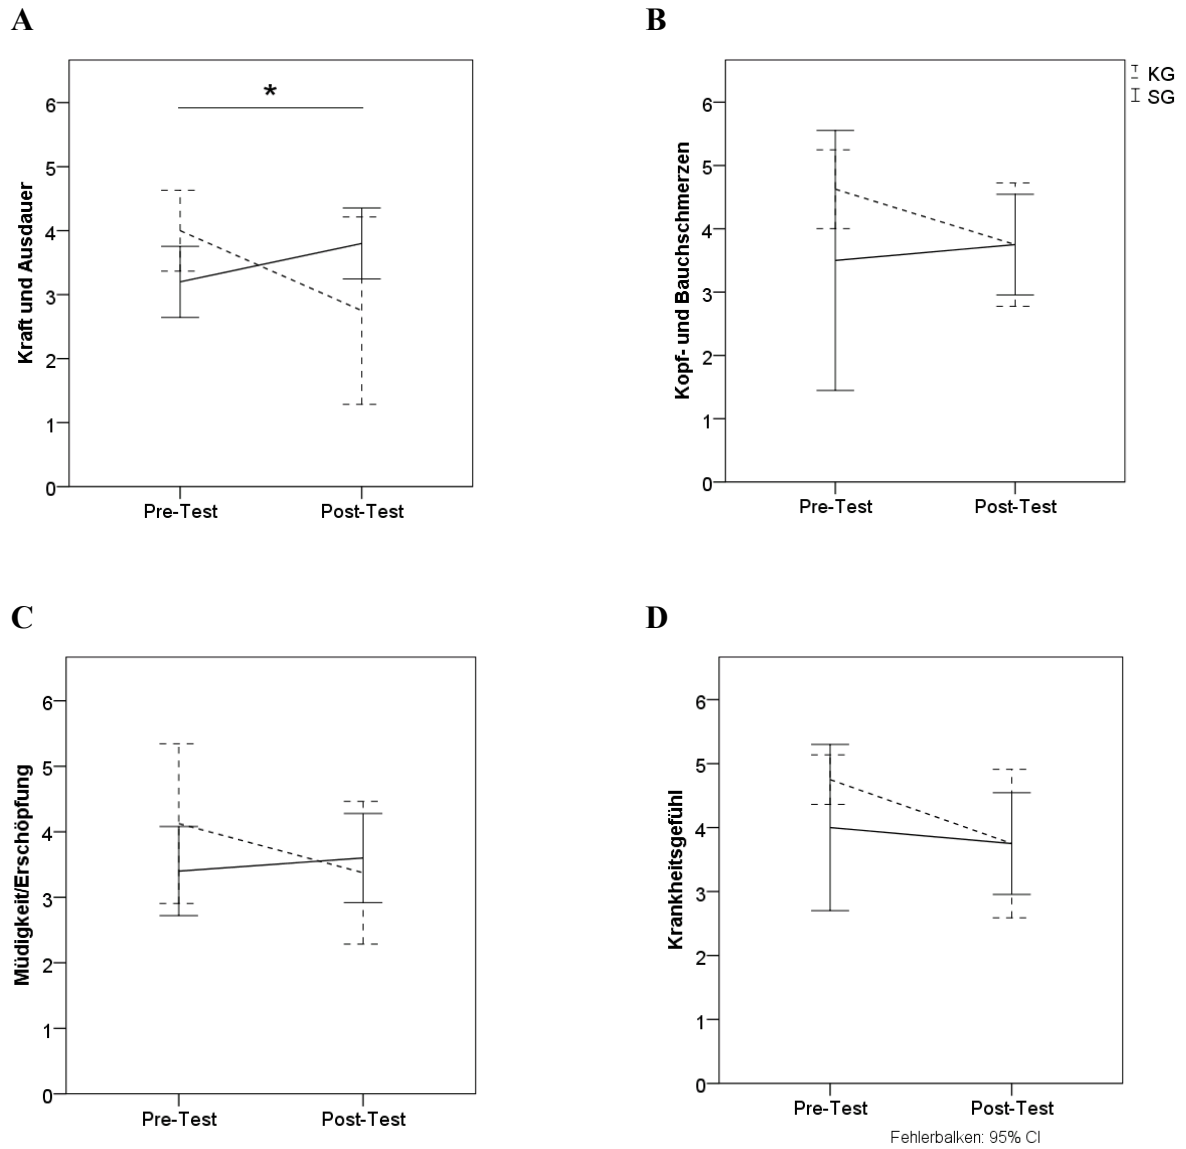 A
Kraft und Ausdauer
6
5
4
3
2
1
0
*
Pre-Test Post-Test
B
Kopf- und Bauchschmerzen
6
5
4
3
2
1
0
Pre-Test Post-Test
KG
SG
C
Müdigkeit/Erschöpfung
6
5
4
3
2
1
0
Pre-Test Post-Test
D
Krankheitsgefühl
6
5
4
3
2
1
0
Pre-Test Post-Test
Fehlerbalken: 95% CI